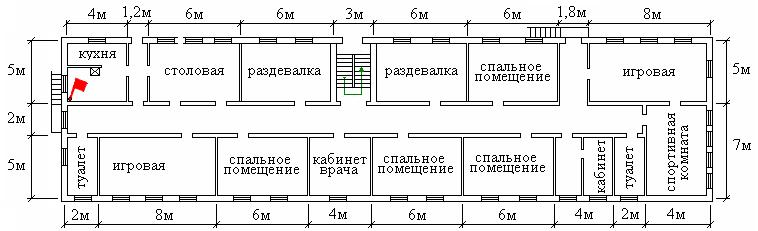 4м 1,2м 6м 6м 3м 6м 6м 1,8м 8м
5м 2м 5м
кухня
столовая
раздевалка
раздевалка
спальное
помещение
игровая
5м 7м
туалет
игровая
спальное
помещение
кабинет
врача
спальное
помещение
спальное
помещение
кабинет
туалет
спортивная
комната
2м 8м 6м 4м 6м 6м 4м 2м 4м